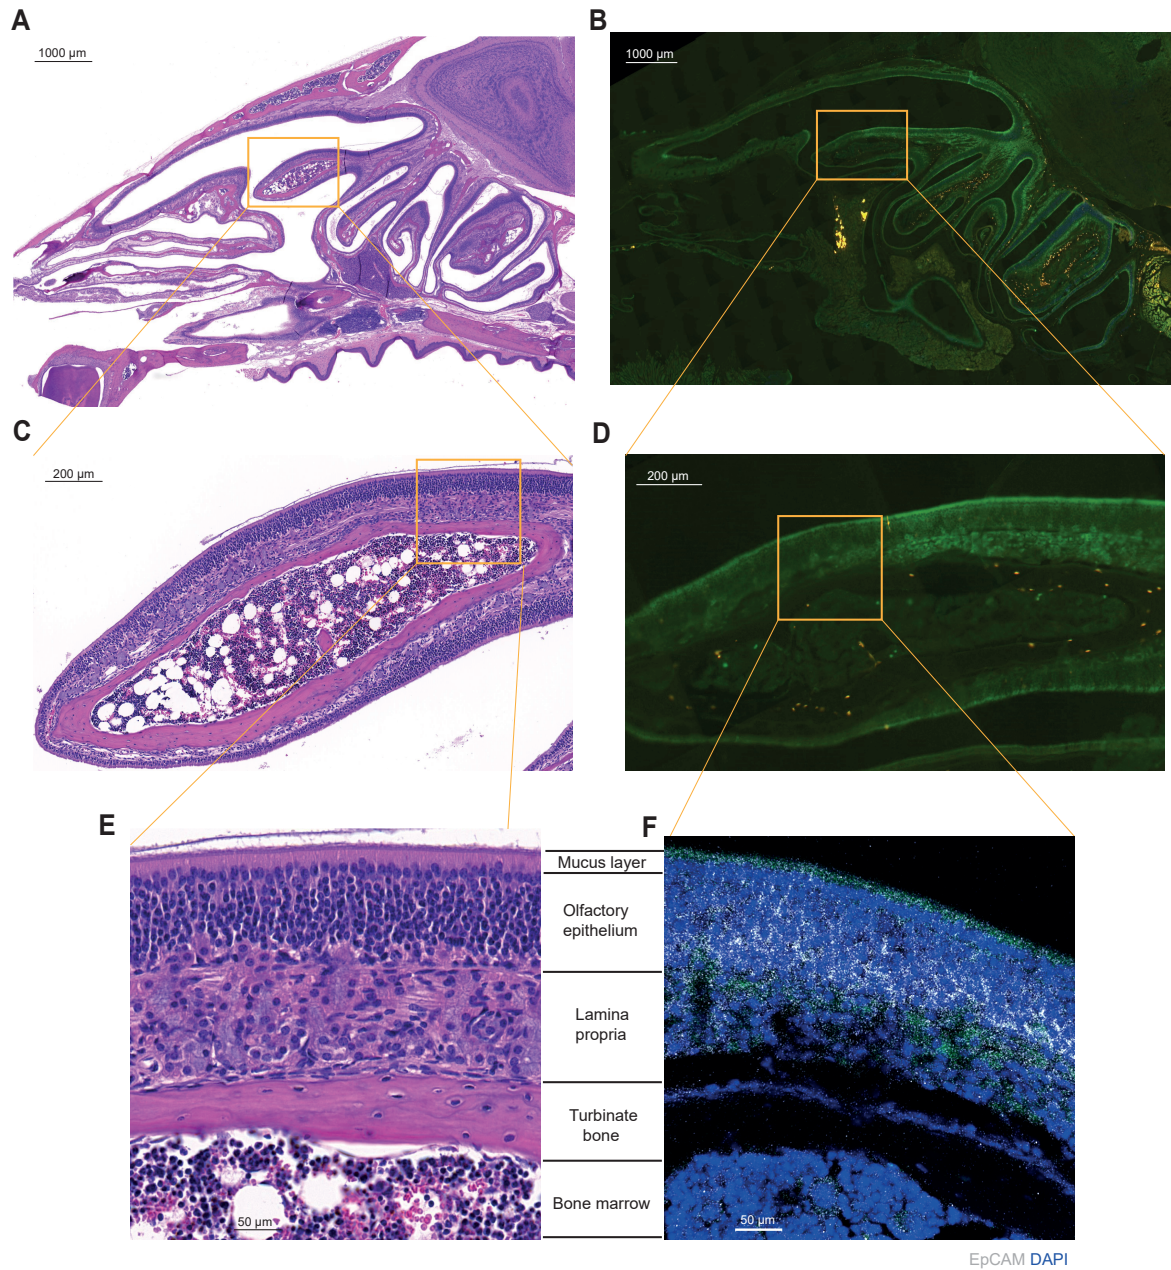 A
1000 µm
B
1000 µm
C
200 µm
D
200 µm
E
F
Mucus layer
Olfactory
epithelium
Lamina
propria
Turbinate
bone
Bone marrow
50 µm
50 µm
EpCAM DAPI